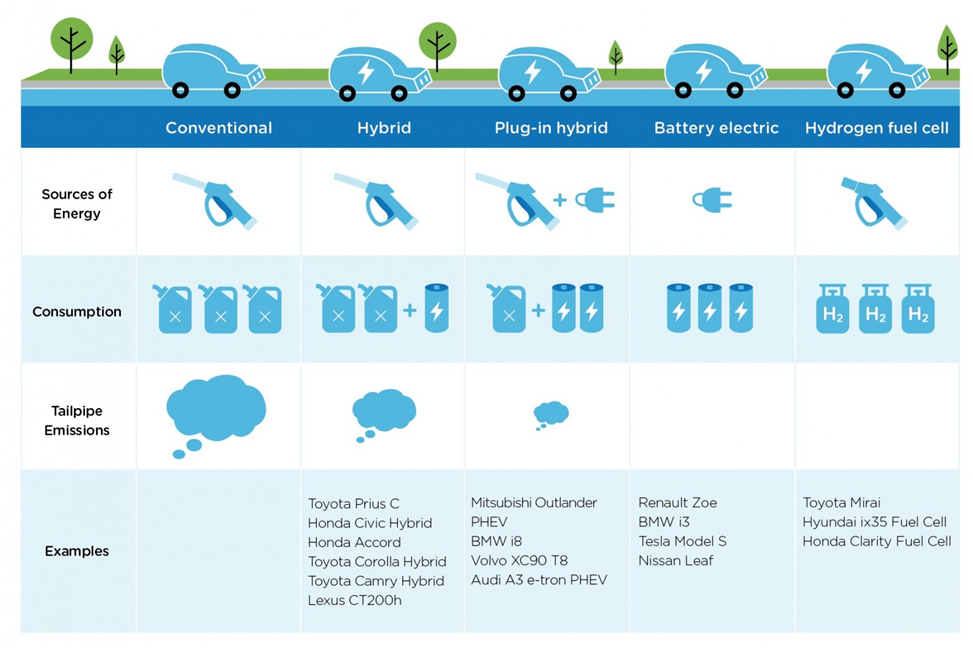 Conventional
Hybrid
Plug-in hybrid
Battery electric
Hydrogen fuel cell
Sources of
Energy
Consumption
H₂
H₂
H₂
Tailpipe
Emissions
Examples
Toyota Prius C
Honda Civic Hybrid
Honda Accord
Toyota Corolla Hybrid
Toyota Camry Hybrid
Lexus CT200h
Mitsubishi Outlander
PHEV
BMW i8
Volvo XC90 T8
Audi A3 e-tron PHEV
Renault Zoe
BMW i3
Tesla Model S
Nissan Leaf
Toyota Mirai
Hyundai ix35 Fuel Cell
Honda Clarity Fuel Cell